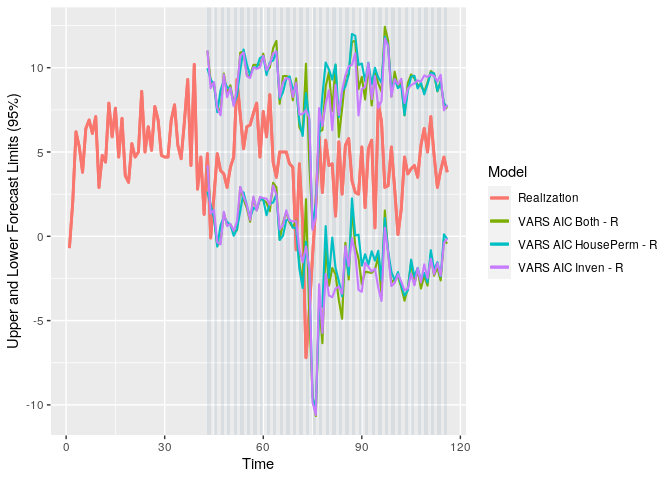 Upper and Lower Forecast Limits (95%)
10
5
0
-5
-10
0
30
60
90
120
Time
Model
Realization
VARS AIC Both - R
VARS AIC HousePerm - R
VARS AIC Inven - R